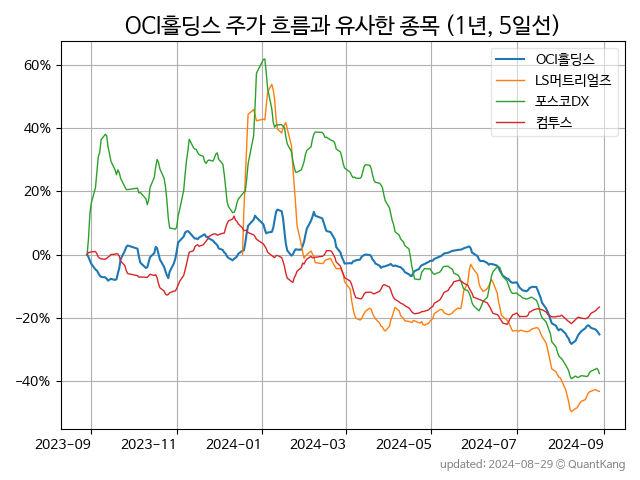 OCI홀딩스 주가 흐름과 유사한 종목 (1년, 5일선)
OCI홀딩스
LS머트리얼즈
포스코DX
컴투스
60%
40%
20%
0%
−20%
−40%
2023-09
2023-11
2024-01
2024-03
2024-05
2024-07
2024-09
updated: 2024-08-29 © QuantKang